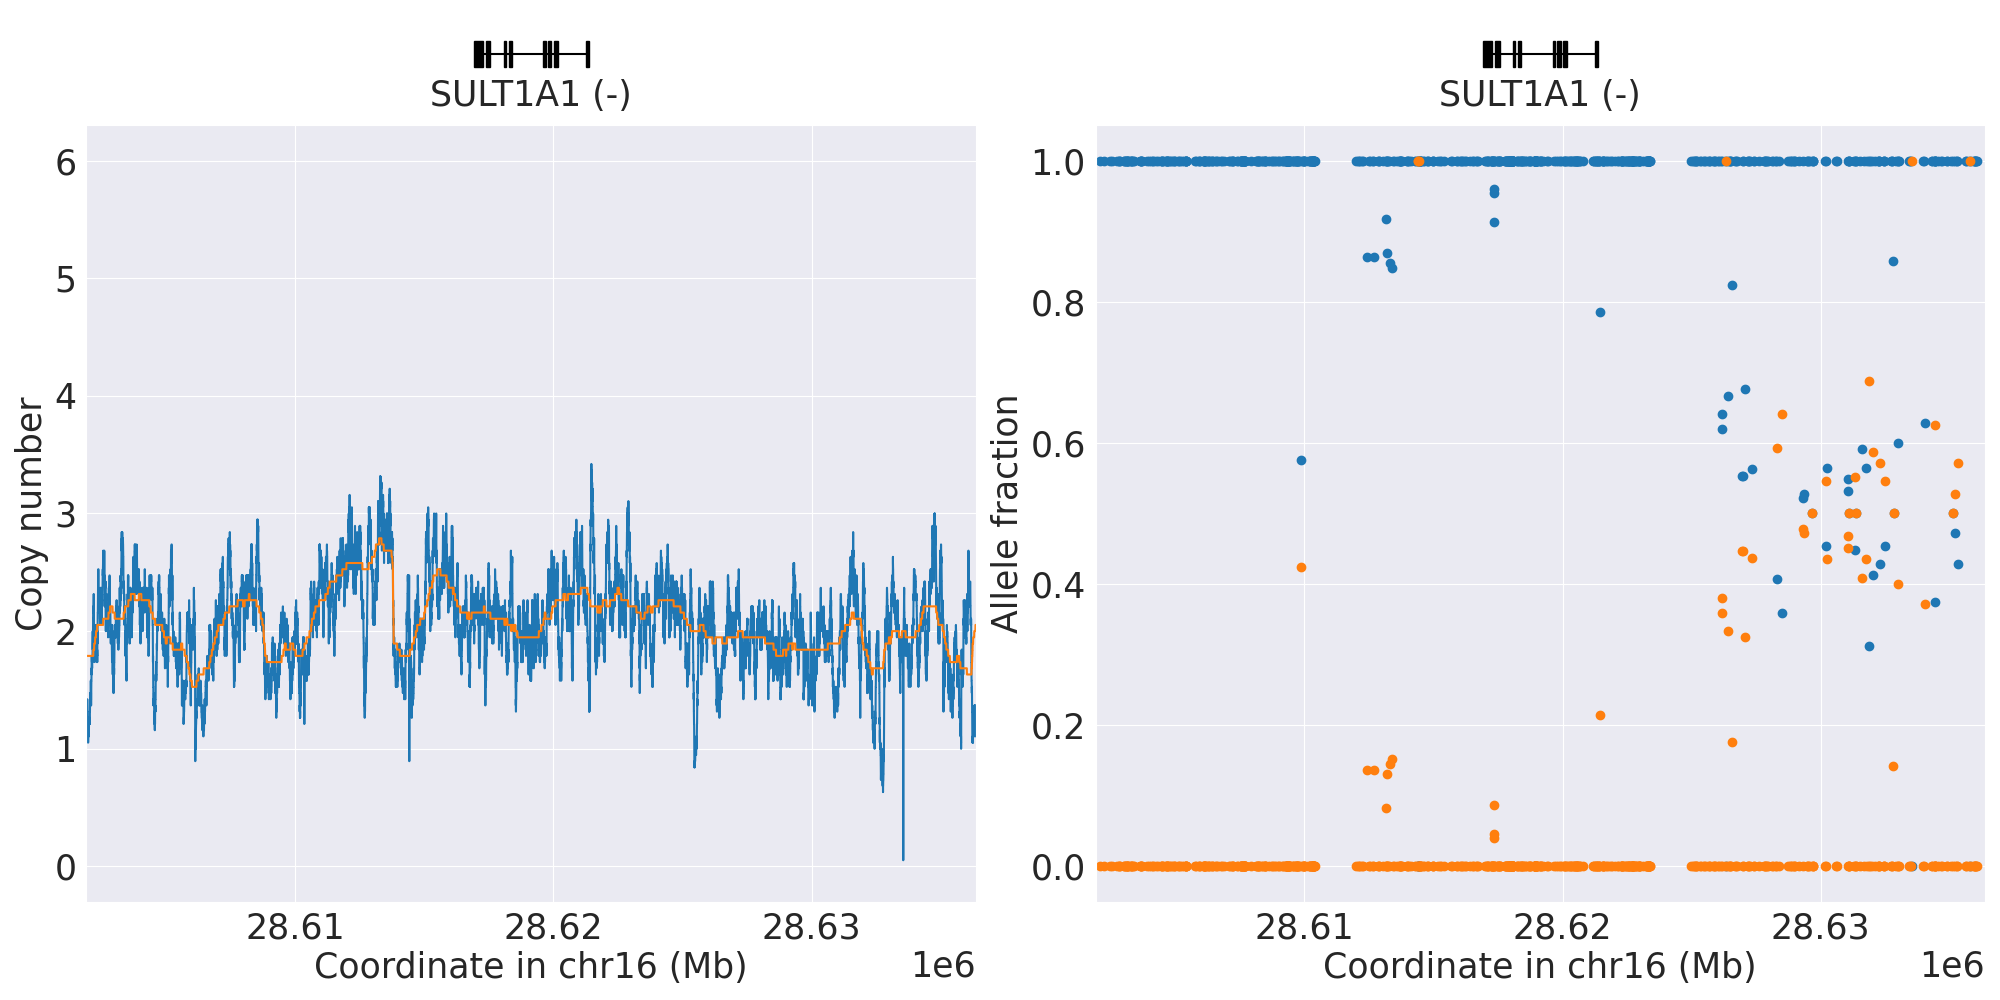 SULT1A1 (-)
6
5
4
3
2
1
0
Copy number
28.61
28.62
28.63
Coordinate in chr16 (Mb)
1e6
SULT1A1 (-)
1.0
0.8
0.6
0.4
0.2
0.0
Allele fraction
28.61
28.62
28.63
Coordinate in chr16 (Mb)
1e6